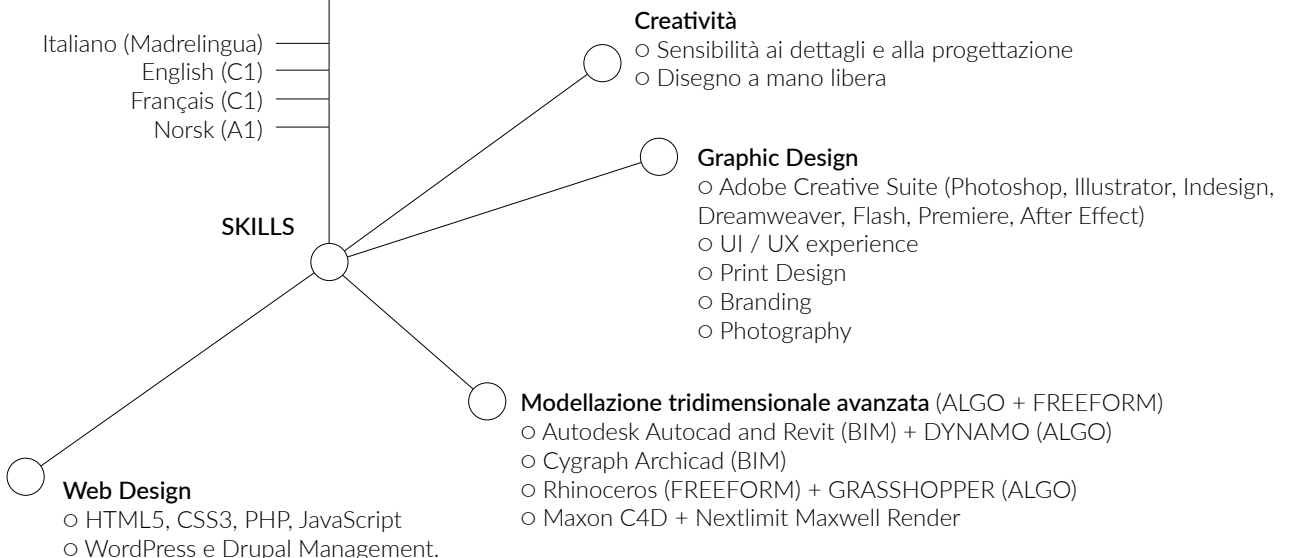 Italiano (Madrelingua)
English (C1)
Français (C1)
Norsk (A1)
SKILLS
Creatività
○ Sensibilità ai dettagli e alla progettazione
○ Disegno a mano libera
Graphic Design
○ Adobe Creative Suite (Photoshop, Illustrator, Indesign,
Dreamweaver, Flash, Premiere, After Effect)
○ UI / UX experience
○ Print Design
○ Branding
○ Photography
Modellazione tridimensionale avanzata (ALGO + FREEFORM)
○ Autodesk Autocad and Revit (BIM) + DYNAMO (ALGO)
○ Cygraph Archicad (BIM)
○ Rhinoceros (FREEFORM) + GRASSHOPPER (ALGO)
○ Maxon C4D + Nextlimit Maxwell Render
Web Design
○ HTML5, CSS3, PHP, JavaScript
○ WordPress e Drupal Management.